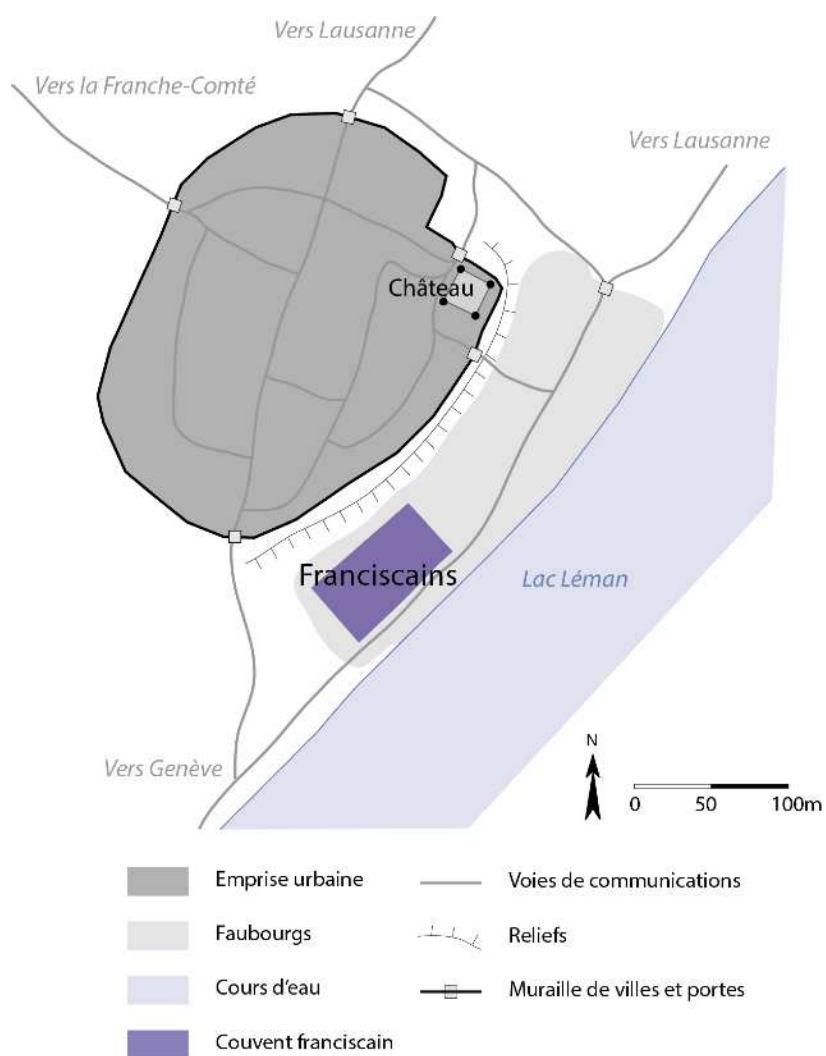 Vers Lausanne
Vers la Franche-Comté
Vers Lausanne
Château
Franciscains
Lac Léman
Vers Genève
N
0 50 100m
Emprise urbaine
Voies de communications
Faubourgs
Reliefs
Cours d'eau
Muraille de villes et portes
Couvent franciscain